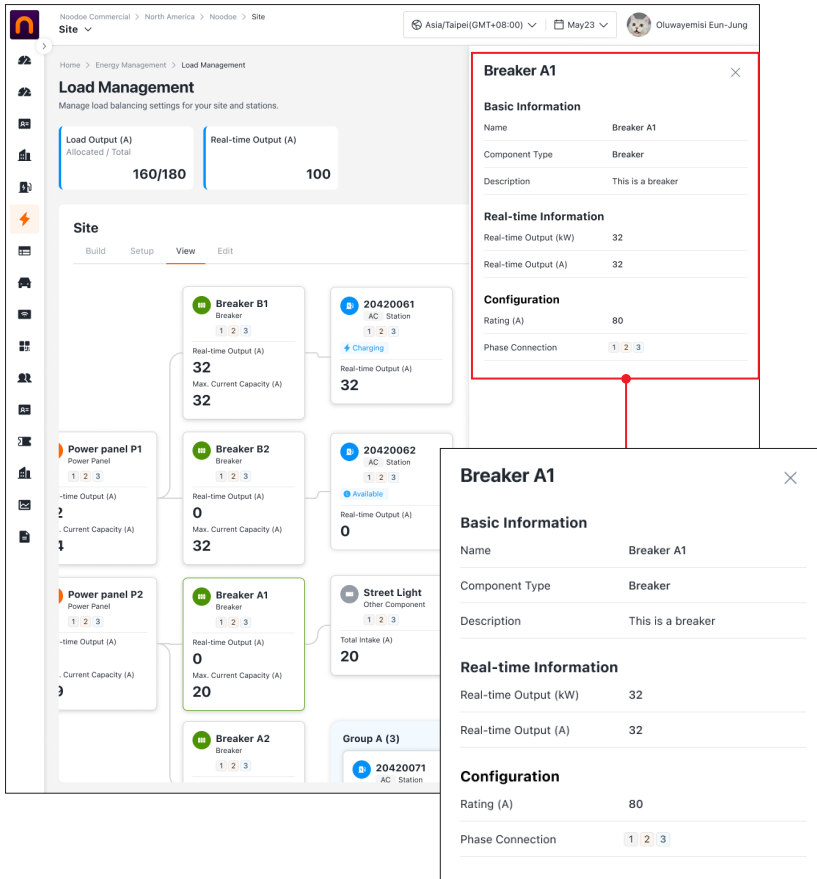 Noodoe Commercial > North America > Noodoe > Site
Site
Asia/Taipei(GMT+08:00)
May23
Oluwayemisi Eun-Jung
Home > Energy Management > Load Management
Load Management
Manage load balancing settings for your site and stations.
Load Output (A)
Allocated / Total
160/180
Real-time Output (A)
100
Site
Build Setup View Edit
Breaker B1
Breaker
1 2 3
Real-time Output (A)
32
Max. Current Capacity (A)
32
20420061
AC Station
1 2 3
Charging
Real-time Output (A)
32
Power panel P1
Power Panel
1 2 3
-time Output (A)
. Current Capacity (A)
Breaker B2
Breaker
1 2 3
Real-time Output (A)
0
Max. Current Capacity (A)
32
20420062
AC Station
1 2 3
Available
Real-time Output (A)
0
Power panel P2
Power Panel
1 2 3
-time Output (A)
. Current Capacity (A)
Breaker A1
Breaker
1 2 3
Real-time Output (A)
0
Max. Current Capacity (A)
20
Street Light
Other Component
1 2 3
Total Intake (A)
20
Breaker A2
Breaker
1 2 3
Group A (3)
20420071
AC Station
Breaker A1
Basic Information
Name Breaker A1
Component Type Breaker
Description This is a breaker
Real-time Information
Real-time Output (kW) 32
Real-time Output (A) 32
Configuration
Rating (A) 80
Phase Connection 1 2 3
Breaker A1
Basic Information
Name Breaker A1
Component Type Breaker
Description This is a breaker
Real-time Information
Real-time Output (kW) 32
Real-time Output (A) 32
Configuration
Rating (A) 80
Phase Connection 1 2 3